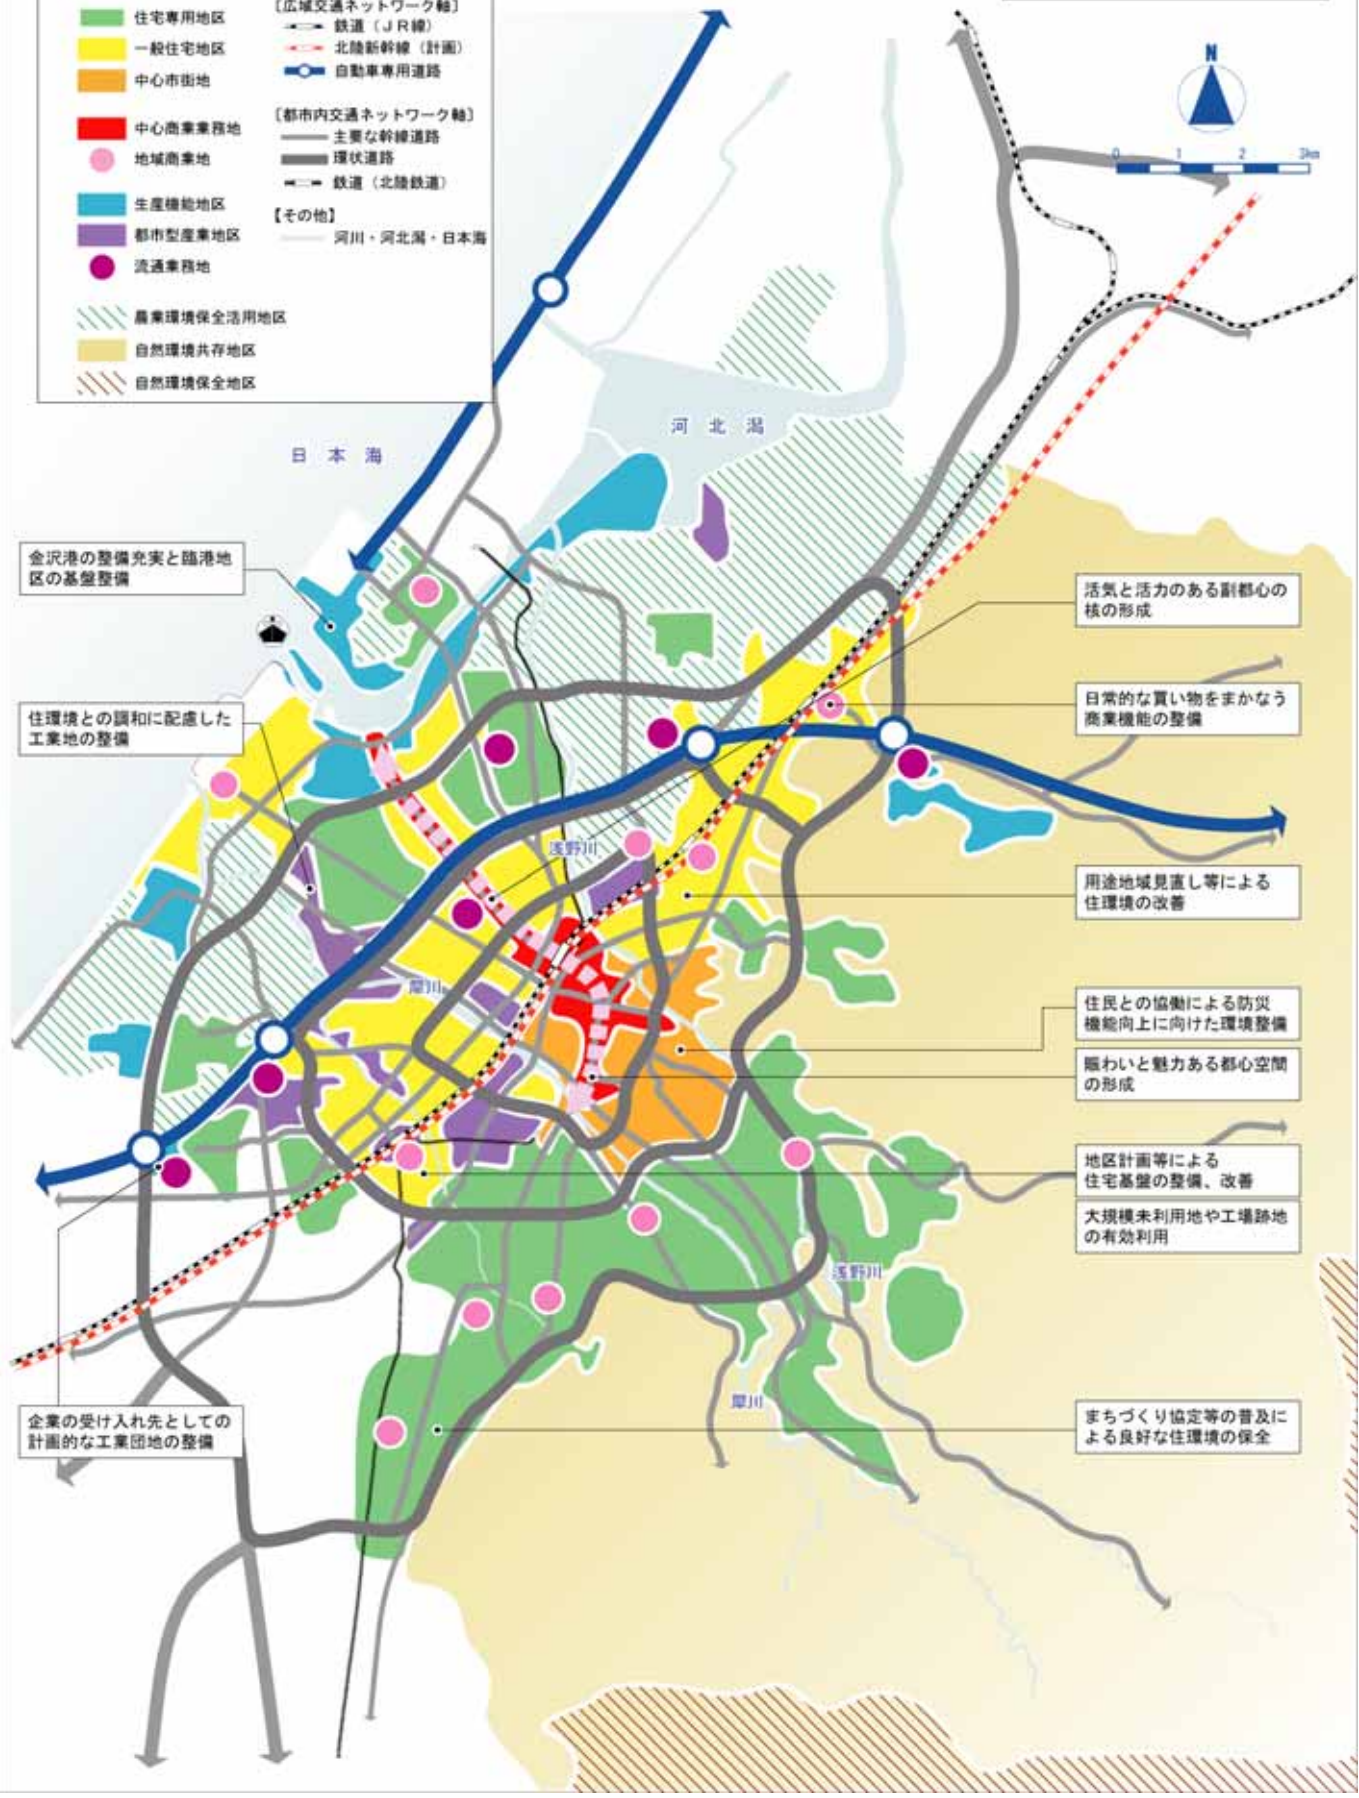 住宅専用地区
一般住宅地区
中心市街地
中心商業業務地
地域商業地
生産機能地区
都市型産業地区
流通業務地
農業環境保全活用地区
自然環境共存地区
自然環境保全地区
〔広域交通ネットワーク軸〕
鉄道（ＪＲ線）
北陸新幹線（計画）
自動車専用道路
〔都市内交通ネットワーク軸〕
主要な幹線道路
環状道路
鉄道（北陸鉄道）
【その他】
河川・河北潟・日本海
N
0 1 2 3km
河北潟
日本海
金沢港の整備充実と臨港地
区の基盤整備
活気と活力のある副都心の
核の形成
日常的な買い物をまかなう
商業機能の整備
住環境との調和に配慮した
工業地の整備
浅野川
用途地域見直し等による
住環境の改善
犀川
住民との協働による防災
機能向上に向けた環境整備
賑わいと魅力ある都心空間
の形成
地区計画等による
住宅基盤の整備、改善
大規模未利用地や工場跡地
の有効利用
浅野川
犀川
企業の受け入れ先としての
計画的な工業団地の整備
まちづくり協定等の普及に
よる良好な住環境の保全